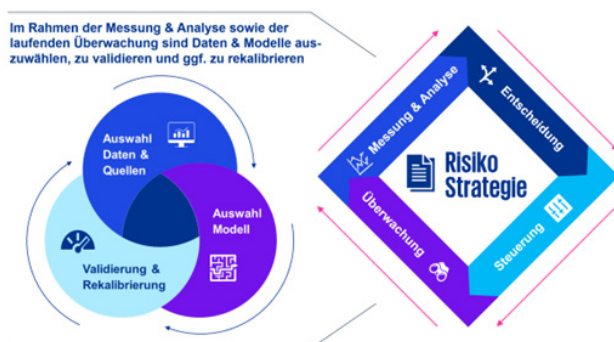 Im Rahmen der Messung & Analyse sowie der
laufenden Überwachung sind Daten & Modelle aus-
zuwählen, zu validieren und ggf. zu rekalibrieren
Auswahl
Daten &
Quellen
Auswahl
Modell
Validierung &
Rekalibrierung
Messung & Analyse
Entscheidung
Risiko
Strategie
Überwachung
Steuerung